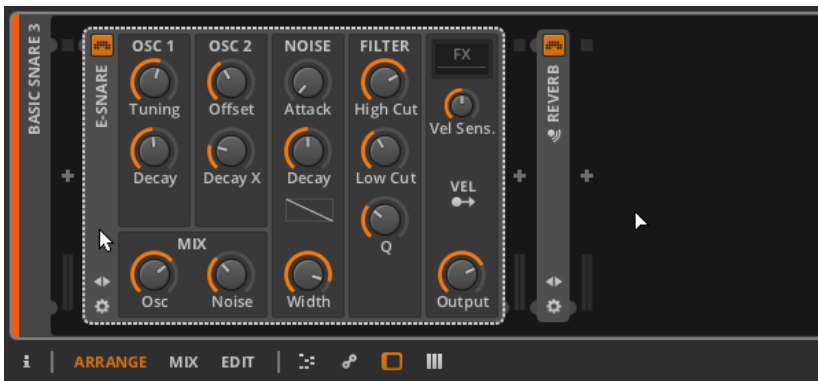 BASIC SNARE 3
E-SNARE
OSC 1
Tuning
Decay
OSC 2
Offset
Decay X
MIX
Osc
Noise
NOISE
Attack
Decay
Width
FILTER
High Cut
Low Cut
Q
FX
Vel Sens.
VEL
Output
REVERB
i
ARRANGE MIX EDIT